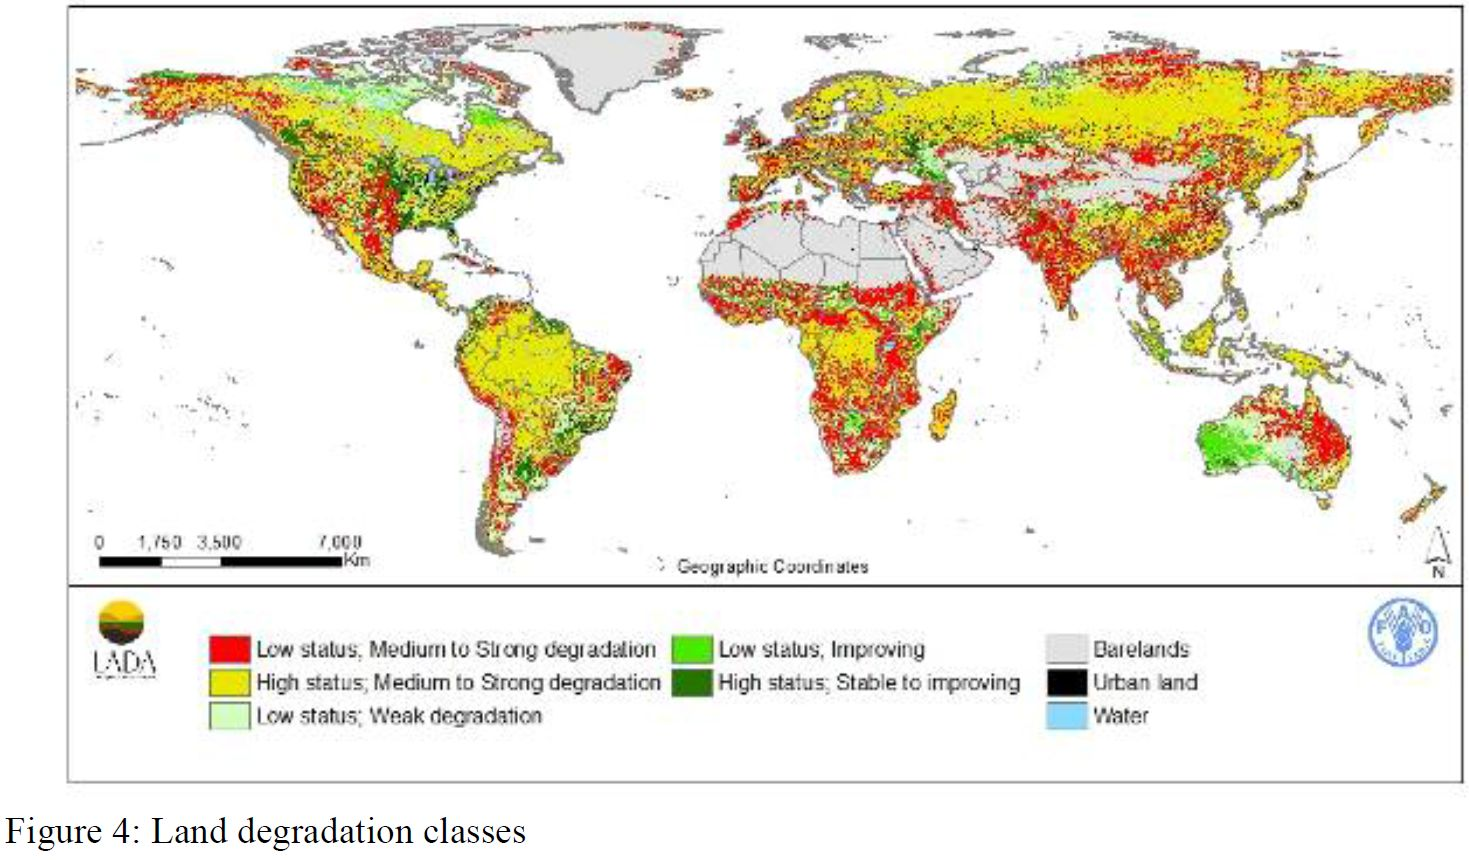 0 1,750 3,500 7,000
Km
Geographic Coordinates
N
LADA
Low status; Medium to Strong degradation
High status; Medium to Strong degradation
Low status; Weak degradation
Low status; Improving
High status; Stable to improving
Barelands
Urban land
Water
Figure 4: Land degradation classes